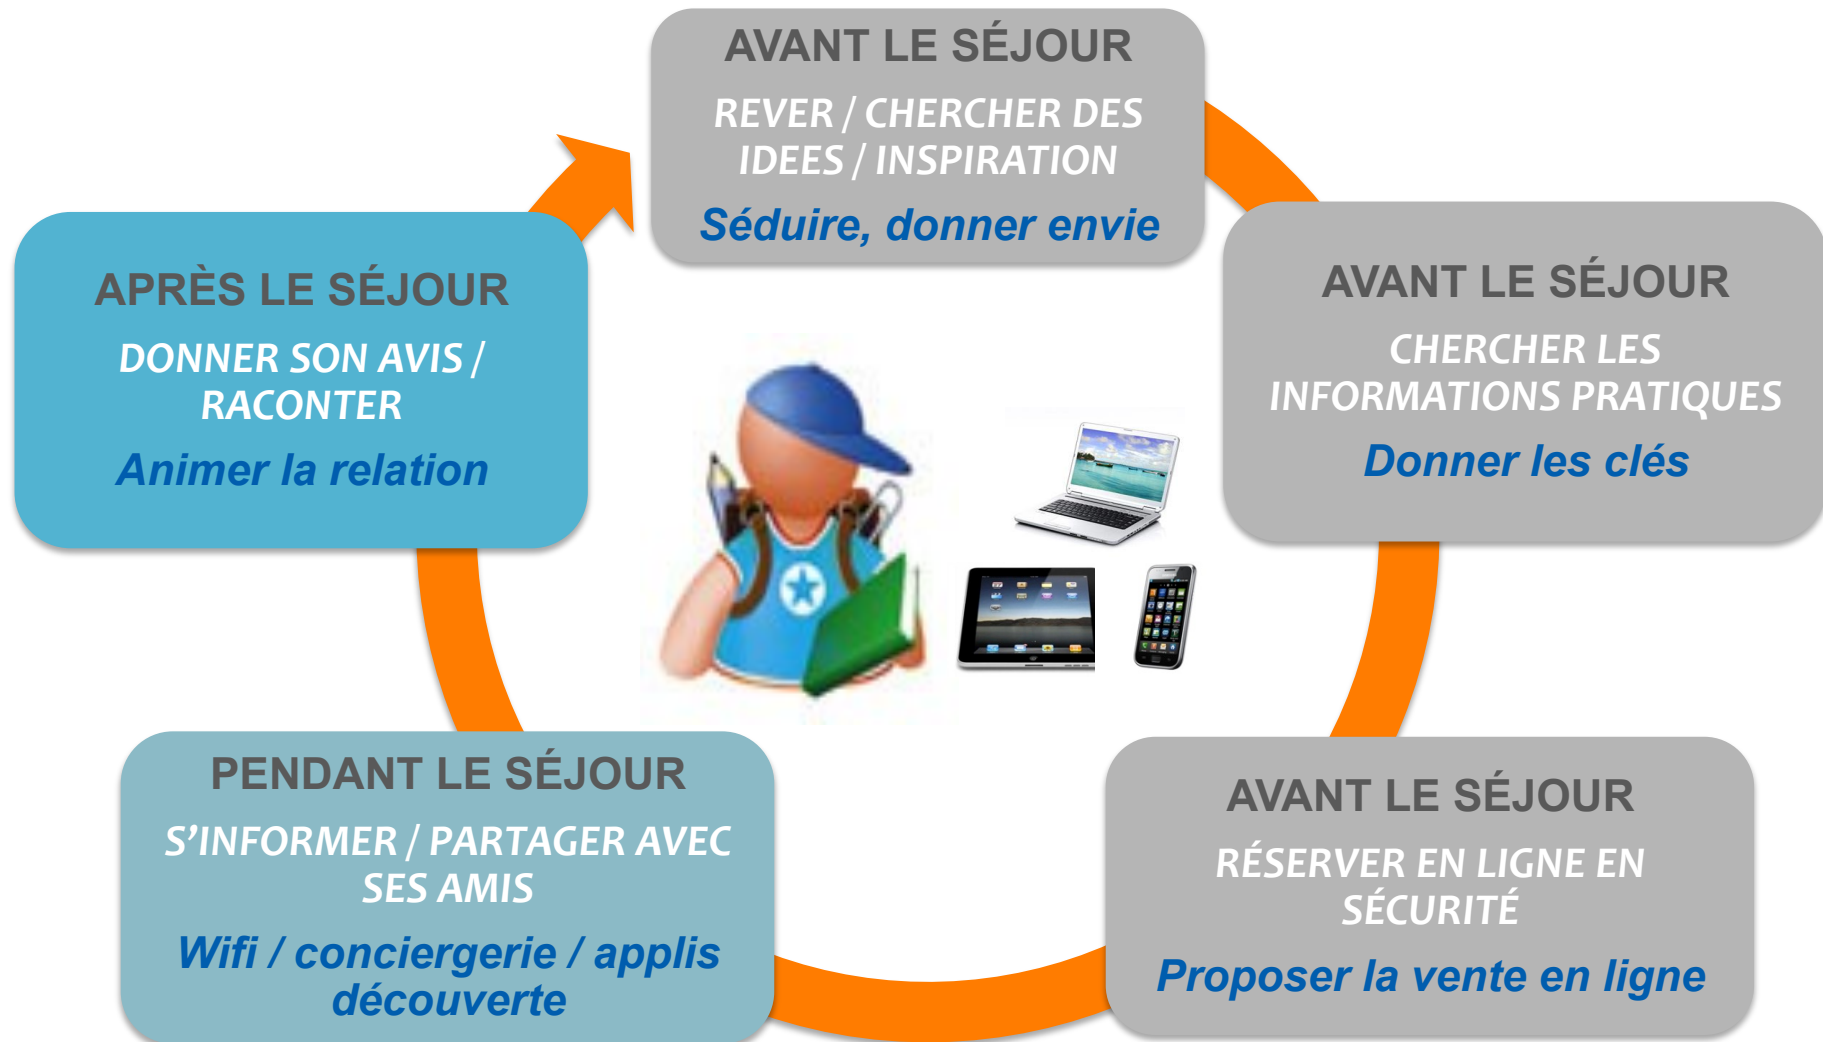 AVANT LE SÉJOUR
REVER / CHERCHER DES
IDEES / INSPIRATION
Séduire, donner envie
AVANT LE SÉJOUR
CHERCHER LES
INFORMATIONS PRATIQUES
Donner les clés
AVANT LE SÉJOUR
RÉSERVER EN LIGNE EN
SÉCURITÉ
Proposer la vente en ligne
PENDANT LE SÉJOUR
S’INFORMER / PARTAGER AVEC
SES AMIS
Wifi / conciergerie / applis
découverte
APRÈS LE SÉJOUR
DONNER SON AVIS /
RACONTER
Animer la relation